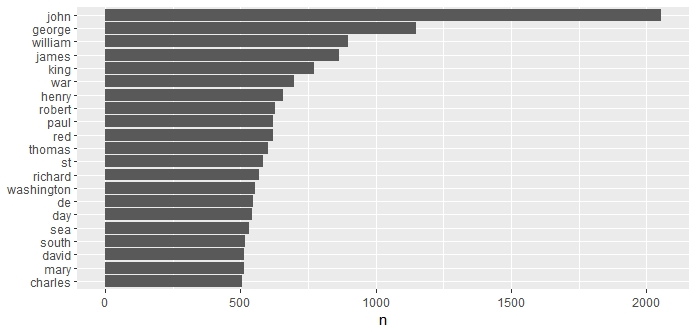 john
george
william
james
king
war
henry
robert
paul
red
thomas
st
richard
washington
de
day
sea
south
david
mary
charles
0 500 1000 1500 2000
n